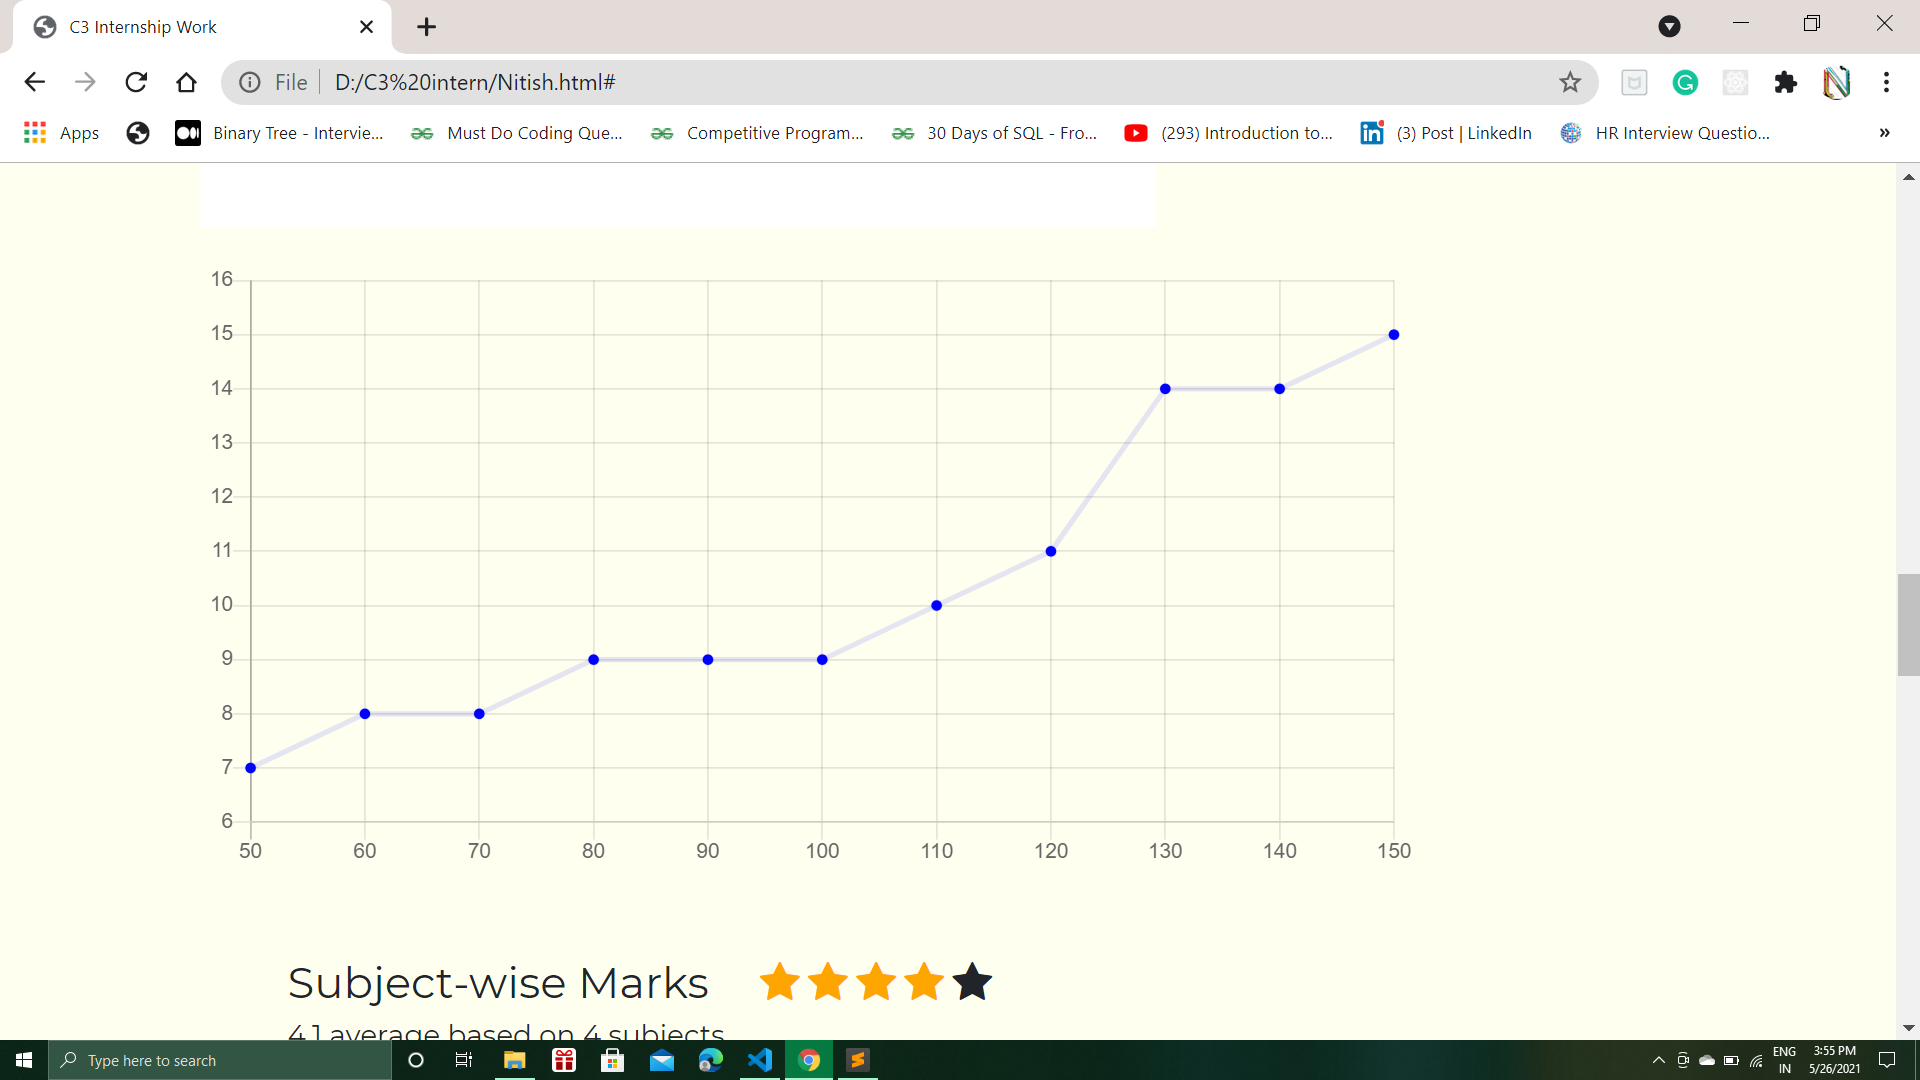 C3 Internship Work
File D:/C3%20intern/Nitish.html#
Apps Binary Tree - Intervie... Must Do Coding Que... Competitive Program... 30 Days of SQL - Fro... (293) Introduction to... (3) Post | LinkedIn HR Interview Questio... »
16
15
14
13
12
11
10
9
8
7
6
50 60 70 80 90 100 110 120 130 140 150
Subject-wise Marks
4.1 average based on 4 subjects
Type here to search
ENG
IN
3:55 PM
5/26/2021